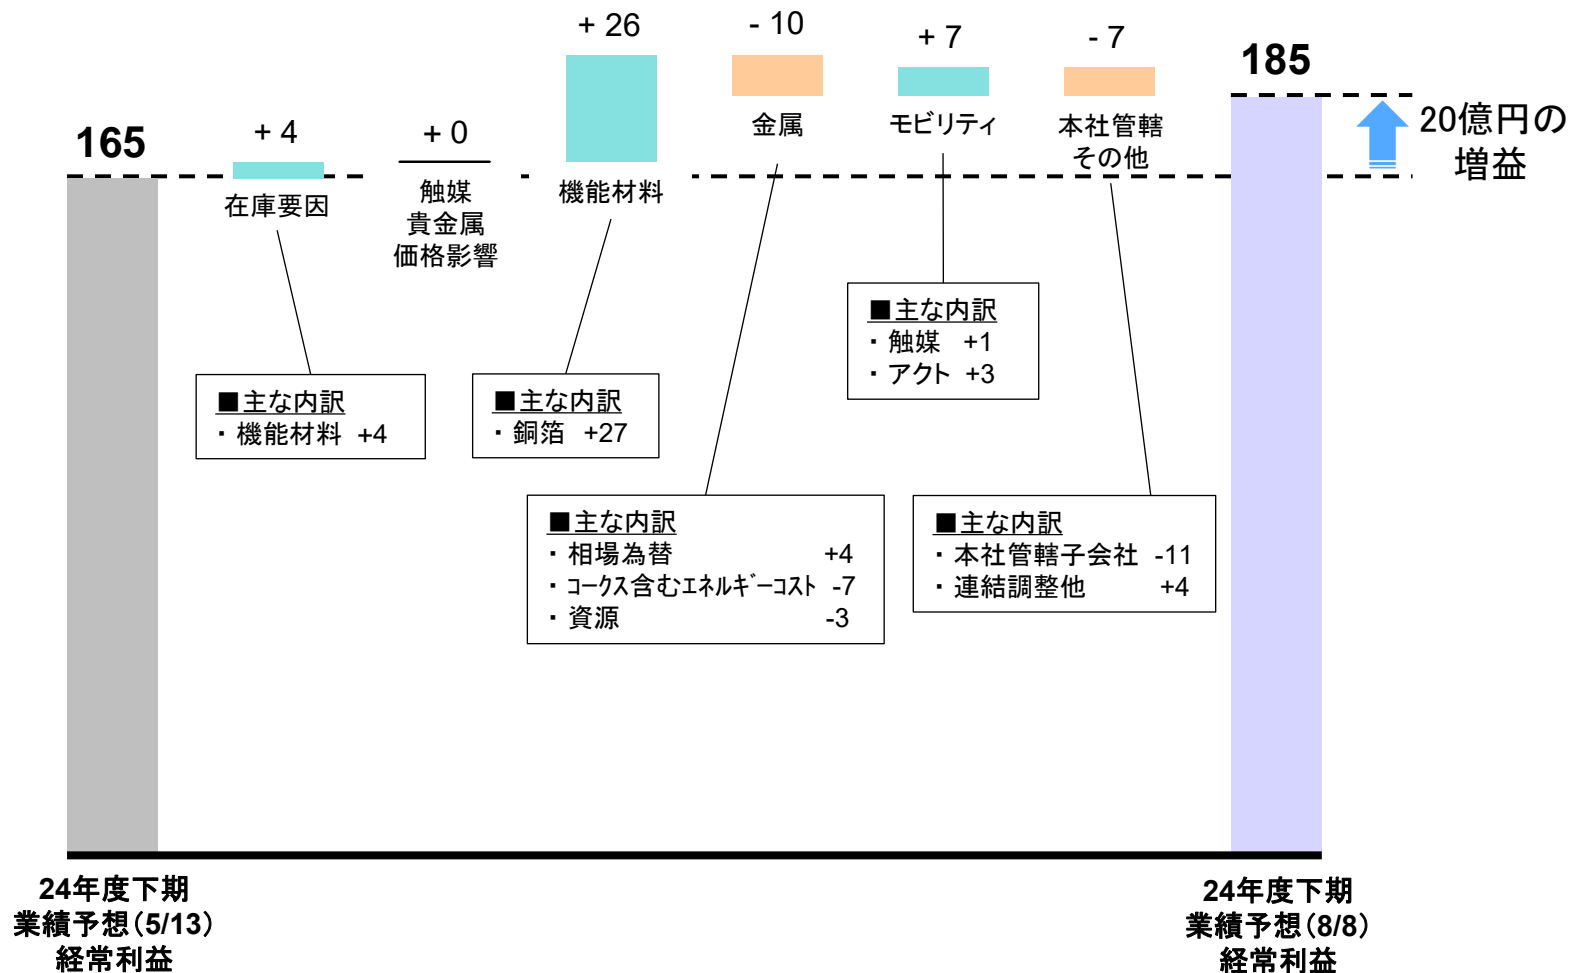 165
+ 4
在庫要因
+ 0
触媒
貴金属
価格影響
+ 26
機能材料
- 10
金属
+ 7
モビリティ
- 7
本社管轄
その他
185
20億円の
増益
■主な内訳
・機能材料 +4
■主な内訳
・銅箔 +27
■主な内訳
・相場為替 +4
・コークス含むエネルギーコスト -7
・資源 -3
■主な内訳
・触媒 +1
・アクト +3
■主な内訳
・本社管轄子会社 -11
・連結調整他 +4
24年度下期
業績予想（5/13）
経常利益
24年度下期
業績予想（8/8）
経常利益